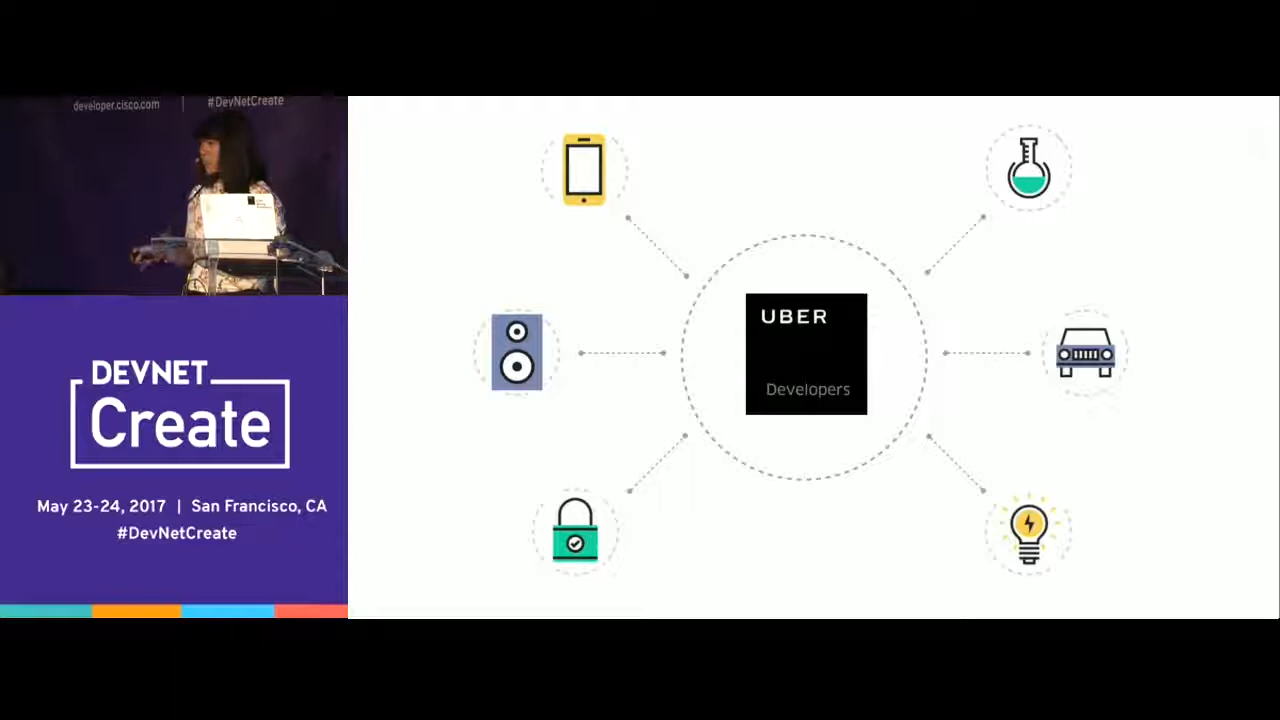 developer.cisco.com | #DevNetCreate
DEVNET
Create
May 23-24, 2017 | San Francisco, CA
#DevNetCreate
UBER
Developers